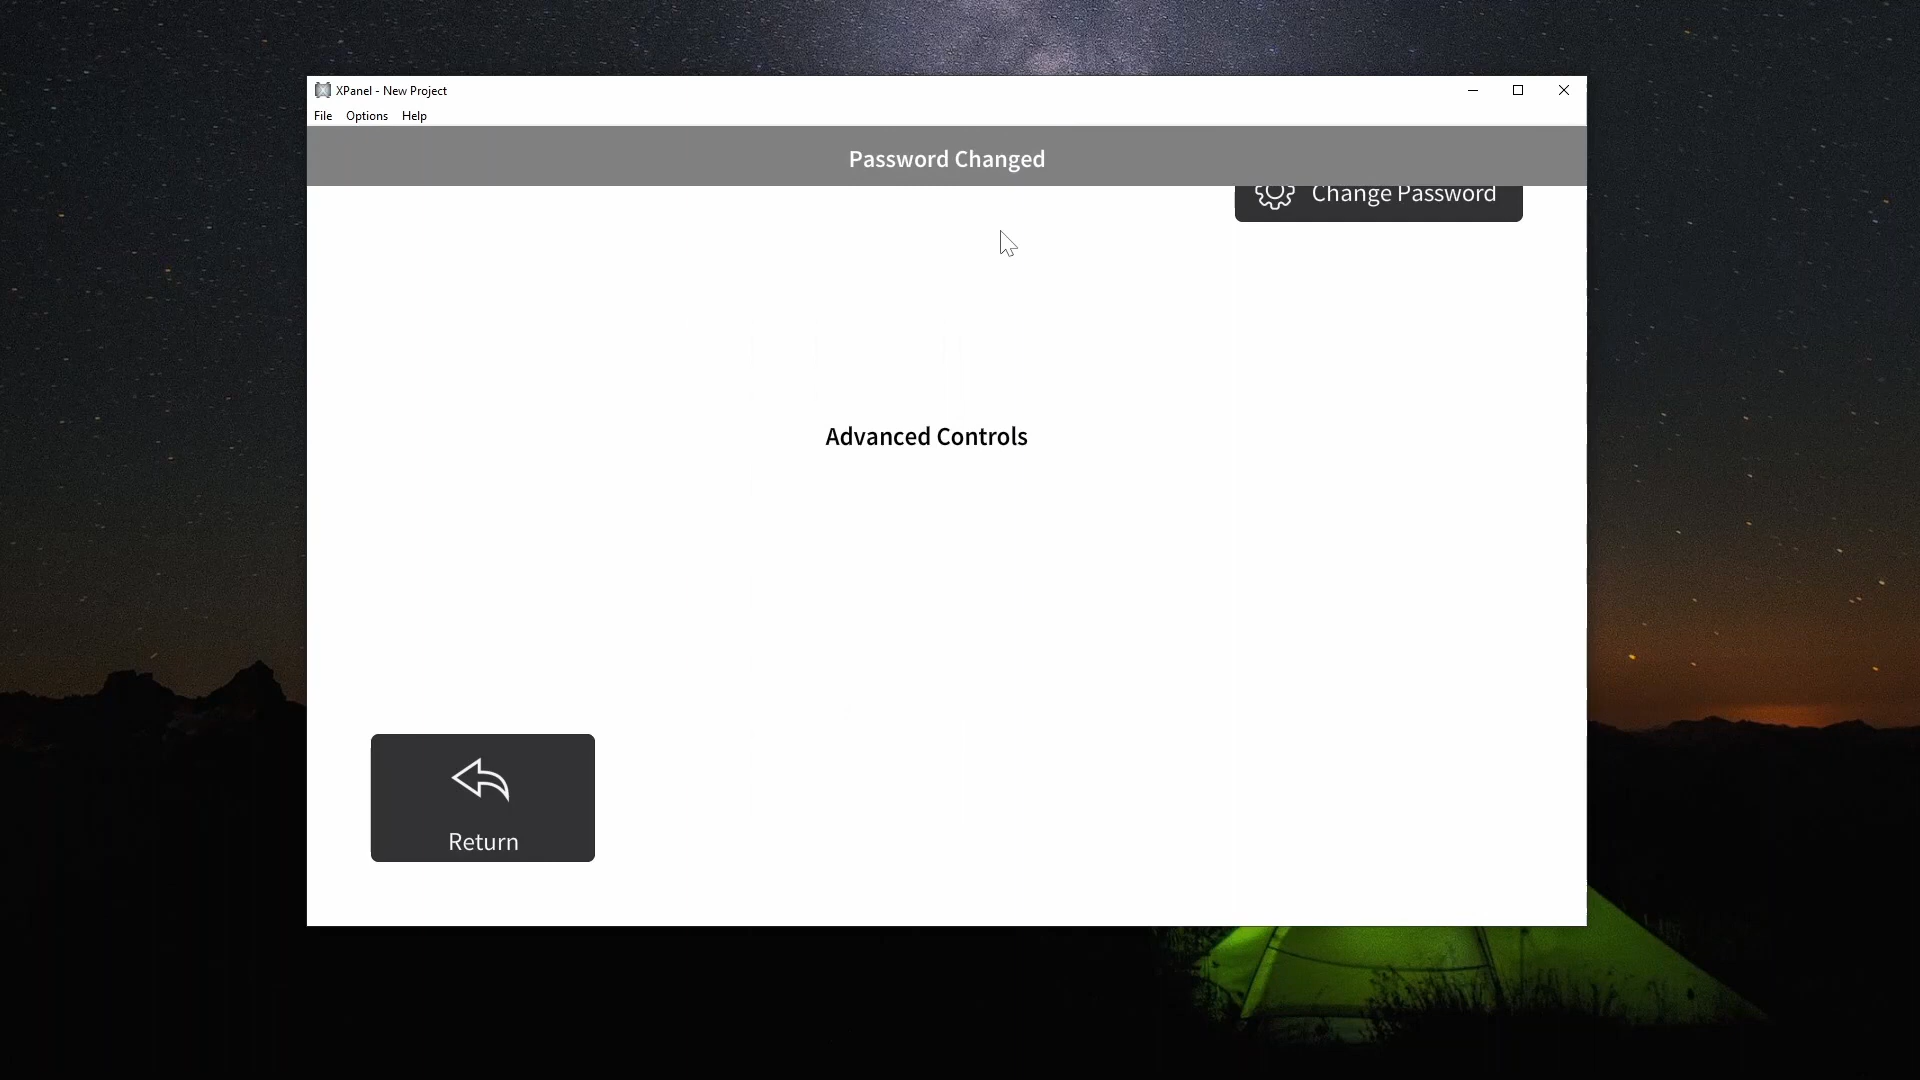 XPanel - New Project
File Options Help
Password Changed
Change Password
Advanced Controls
Return